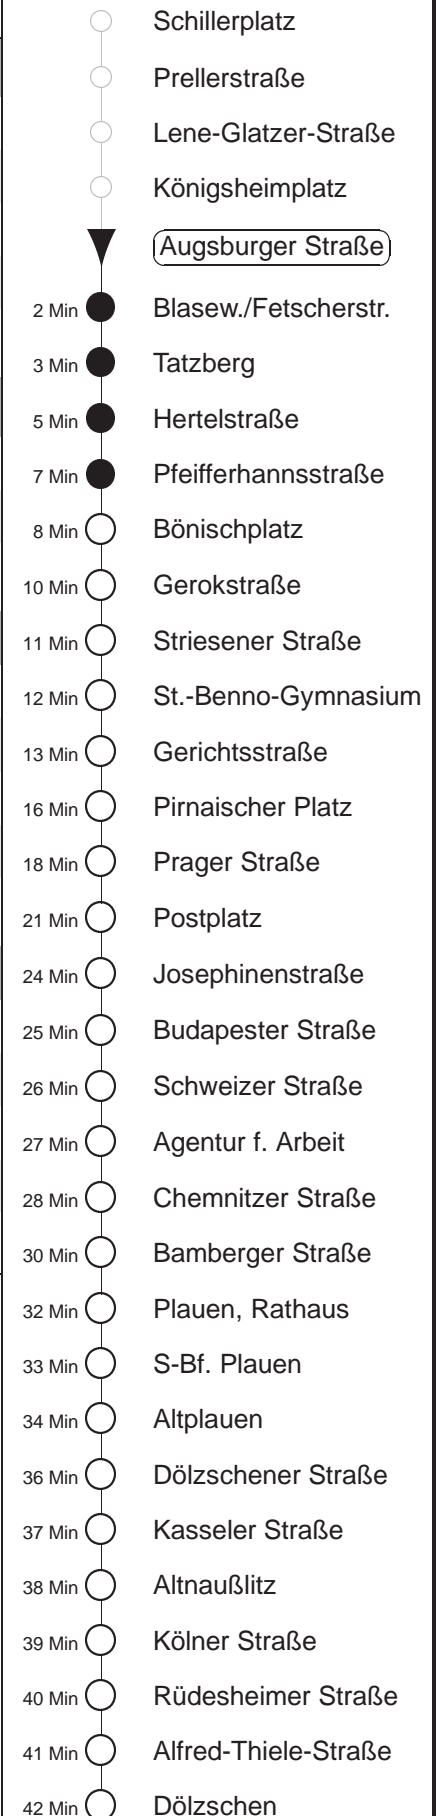 Schillerplatz
Prellerstraße
Lene-Glatzer-Straße
Königsheimplatz
Augsburger Straße
2 Min Blasew./Fetscherstr.
3 Min Tatzberg
5 Min Hertelstraße
7 Min Pfeifferhannsstraße
8 Min Bönischplatz
10 Min Gerokstraße
11 Min Striesener Straße
12 Min St.-Benno-Gymnasium
13 Min Gerichtsstraße
16 Min Pirnaischer Platz
18 Min Prager Straße
21 Min Postplatz
24 Min Josephinenstraße
25 Min Budapester Straße
26 Min Schweizer Straße
27 Min Agentur f. Arbeit
28 Min Chemnitzer Straße
30 Min Bamberger Straße
32 Min Plauen, Rathaus
33 Min S-Bf. Plauen
34 Min Altplauen
36 Min Dölzschener Straße
37 Min Kasseler Straße
38 Min Altnaußlitz
39 Min Kölner Straße
40 Min Rüdesheimer Straße
41 Min Alfred-Thiele-Straße
42 Min Dölzschen